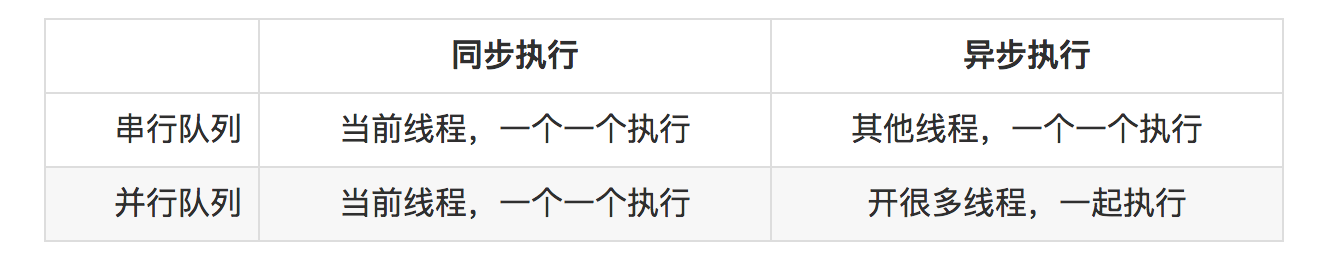 同步执行 异步执行
串行队列 当前线程，一个一个执行 其他线程，一个一个执行
并行队列 当前线程，一个一个执行 开很多线程，一起执行